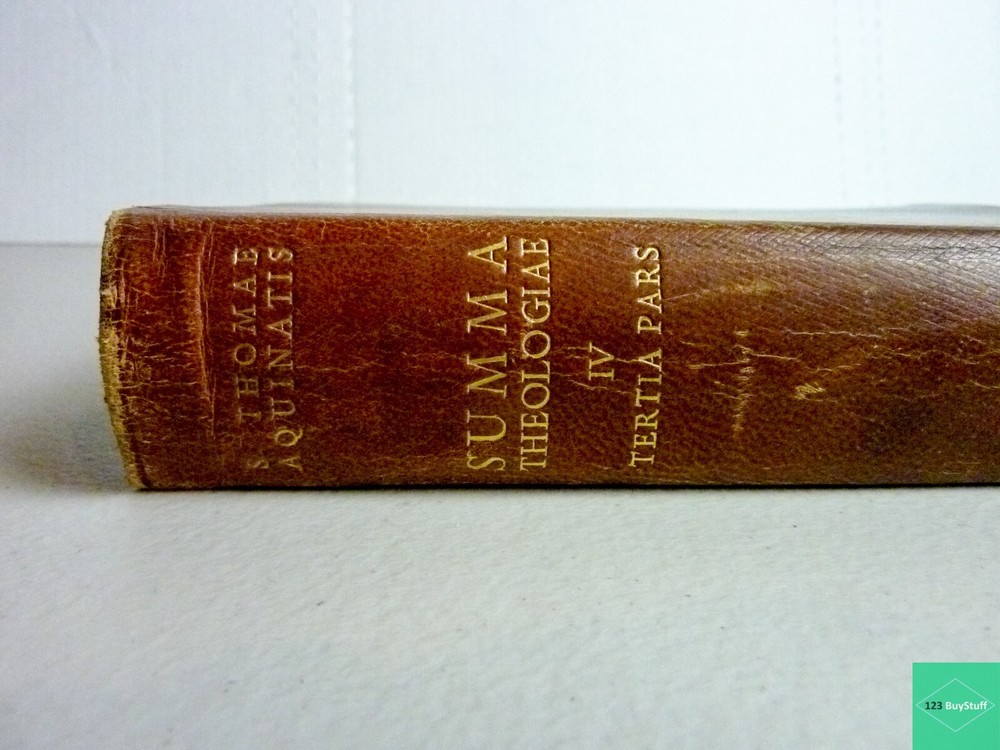 S THOMAE
AQUINATIS
SUMMA
THEOLOGIAE
IV
TERTIA PARS
123 BuyStuff